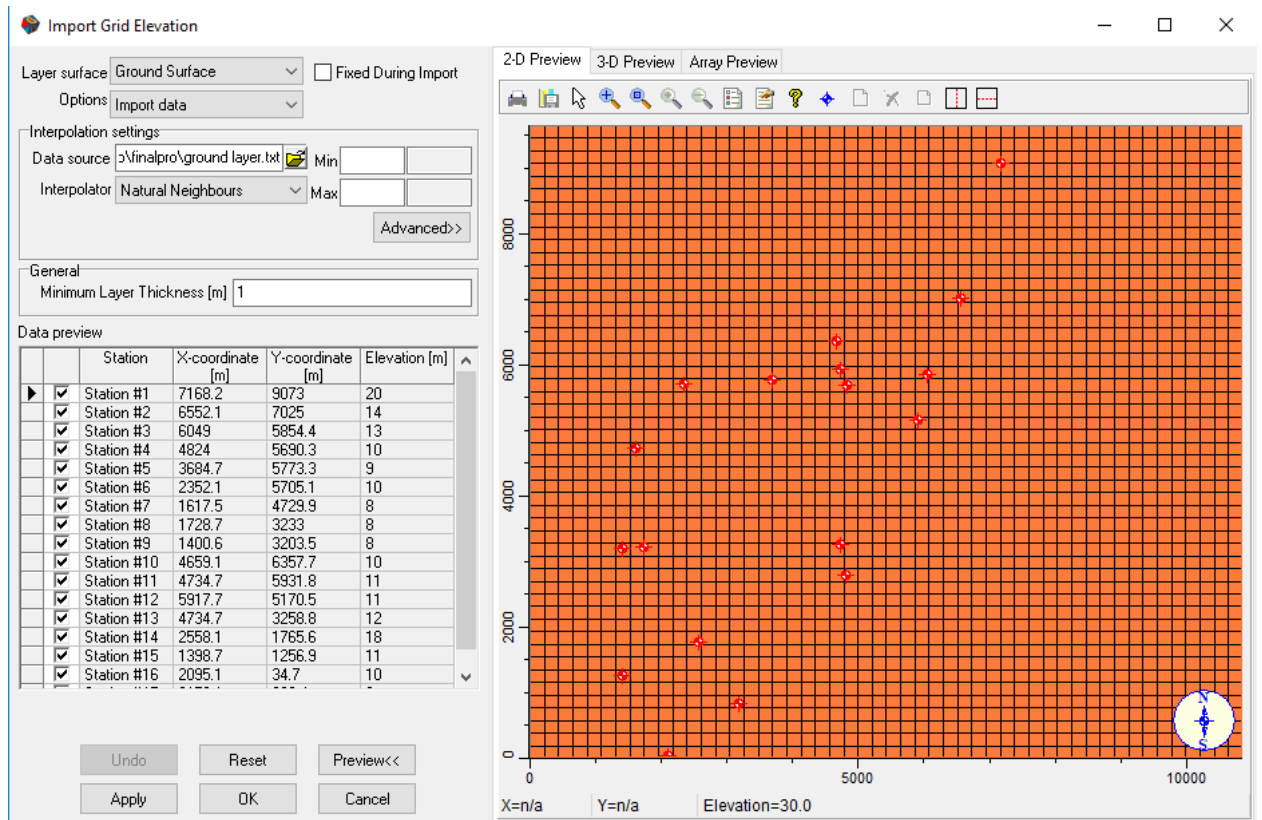 Import Grid Elevation
Layer surface Ground Surface Fixed During Import
Options Import data
Interpolation settings
Data source \finalpro\ground layer.txt Min
Interpolator Natural Neighbours Max
Advanced>>
General
Minimum Layer Thickness [m] 1
Data preview
Station X-coordinate [m] Y-coordinate [m] Elevation [m]
Station #1 7168.2 9073 20
Station #2 6552.1 7025 14
Station #3 6049 5854.4 13
Station #4 4824 5690.3 10
Station #5 3684.7 5773.3 9
Station #6 2352.1 5705.1 10
Station #7 1617.5 4729.9 8
Station #8 1728.7 3233 8
Station #9 1400.6 3203.5 8
Station #10 4659.1 6357.7 10
Station #11 4734.7 5931.8 11
Station #12 5917.7 5170.5 11
Station #13 4734.7 3258.8 12
Station #14 2558.1 1765.6 18
Station #15 1398.7 1256.9 11
Station #16 2095.1 34.7 10
Undo Reset Preview<<
Apply OK Cancel
2-D Preview 3-D Preview Array Preview
8000
6000
4000
2000
0
0 5000 10000
N
S
X=n/a Y=n/a Elevation=30.0